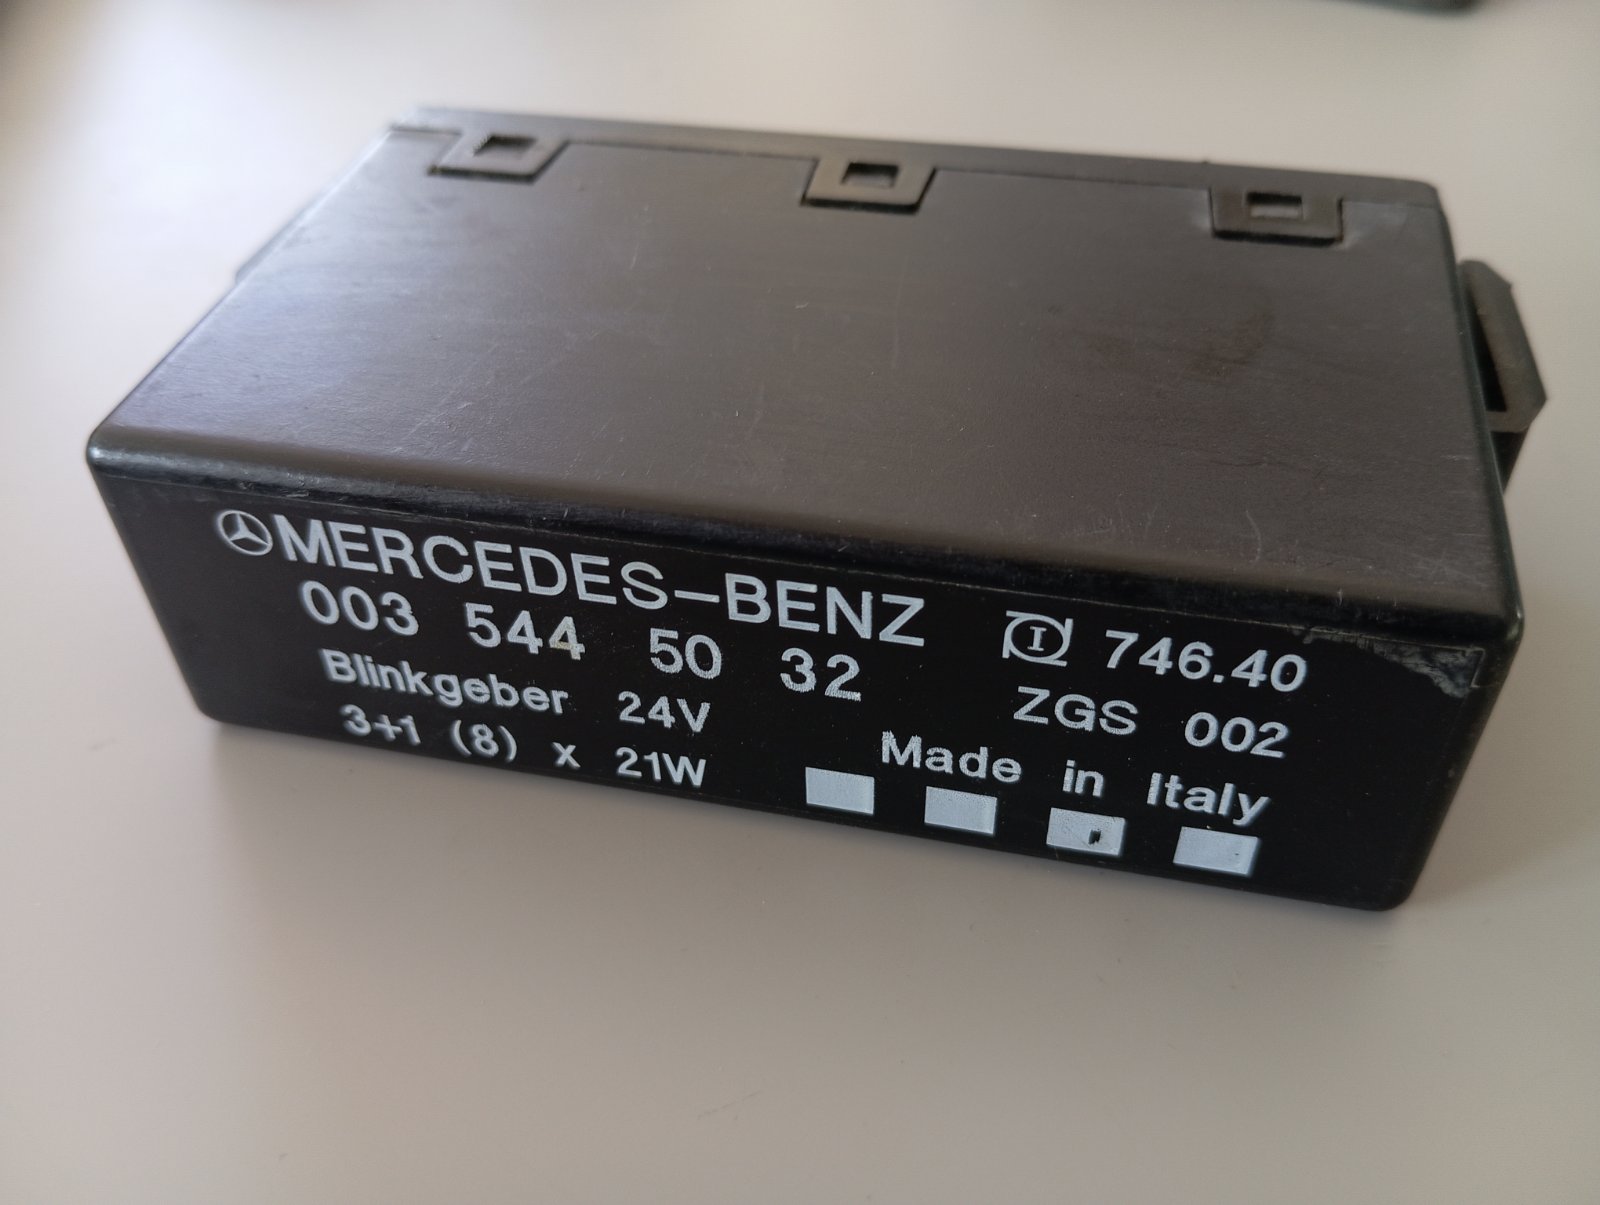 MERCEDES-BENZ
003 544 50 32
Blinkgeber 24V
3+1 (8) x 21W
746.40
ZGS 002
Made in Italy